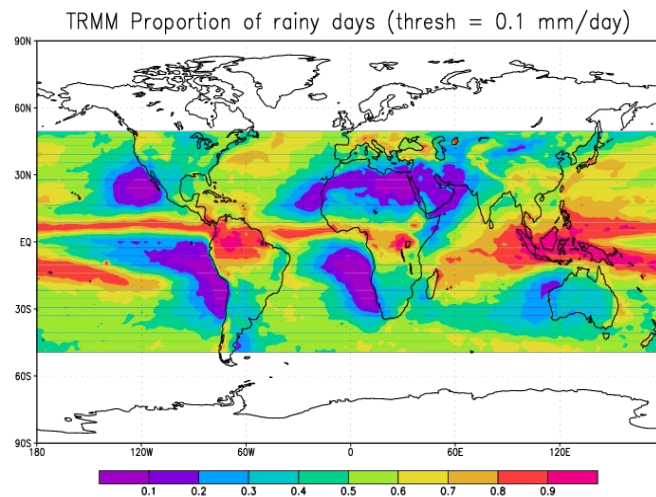 TRMM Proportion of rainy days (thresh = 0.1 mm/day)
90N
60N
30N
EQ
30S
60S
90S
180 120W 60W 0 60E 120E
0.1 0.2 0.3 0.4 0.5 0.6 0.7 0.8 0.9